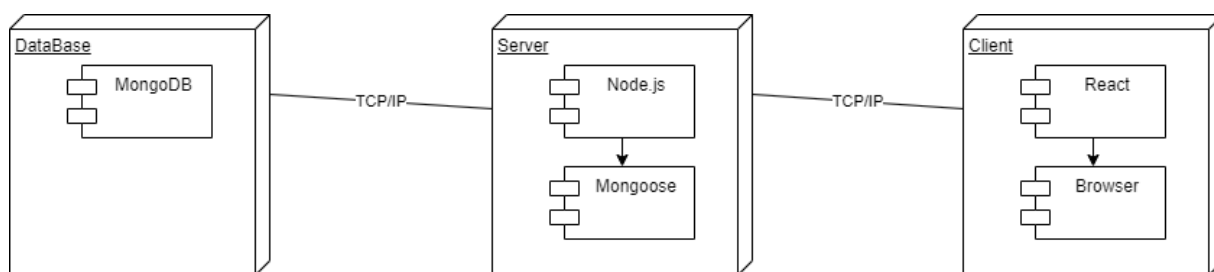 DataBase
MongoDB
TCP/IP
Server
Node.js
Mongoose
TCP/IP
Client
React
Browser